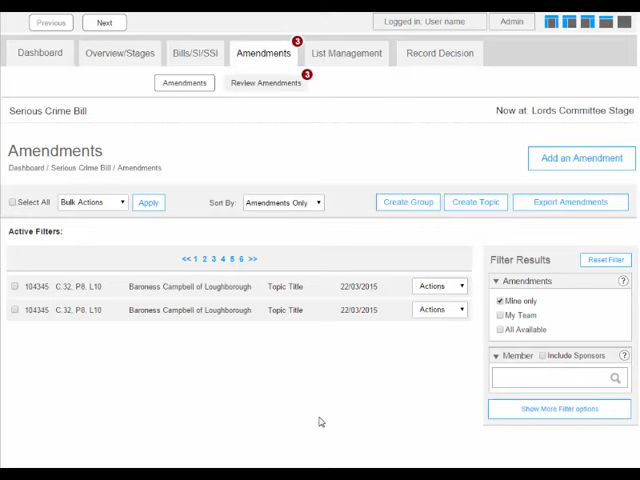 Previous Next Logged in: User name Admin
Dashboard Overview/Stages Bills/SI/SSI Amendments 3 List Management Record Decision
Amendments Review Amendments 3
Serious Crime Bill Now at: Lords Committee Stage
Amendments
Add an Amendment
Dashboard / Serious Crime Bill / Amendments
Select All Bulk Actions Apply Sort By: Amendments Only Create Group Create Topic Export Amendments
Active Filters:
<< 1 2 3 4 5 6 >>
104345 C.32, P8, L10 Baroness Campbell of Loughborough Topic Title 22/03/2015 Actions
104345 C.32, P8, L10 Baroness Campbell of Loughborough Topic Title 22/03/2015 Actions
Filter Results Reset Filter
Amendments ?
Mine only
My Team
All Available
Member Include Sponsors ?
Show More Filter options